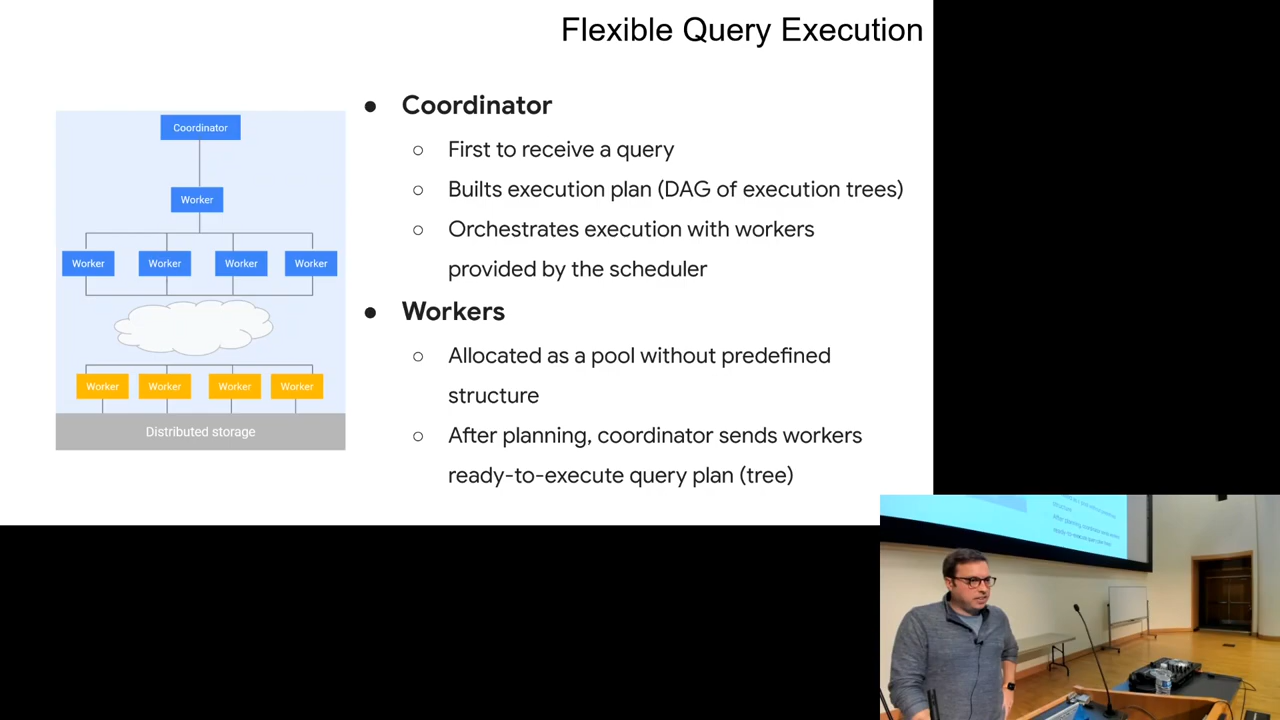 Flexible Query Execution
Coordinator
Worker
Worker
Worker
Worker
Worker
Worker
Worker
Worker
Worker
Distributed storage
● Coordinator
○ First to receive a query
○ Builts execution plan (DAG of execution trees)
○ Orchestrates execution with workers
provided by the scheduler
● Workers
○ Allocated as a pool without predefined
structure
○ After planning, coordinator sends workers
ready-to-execute query plan (tree)